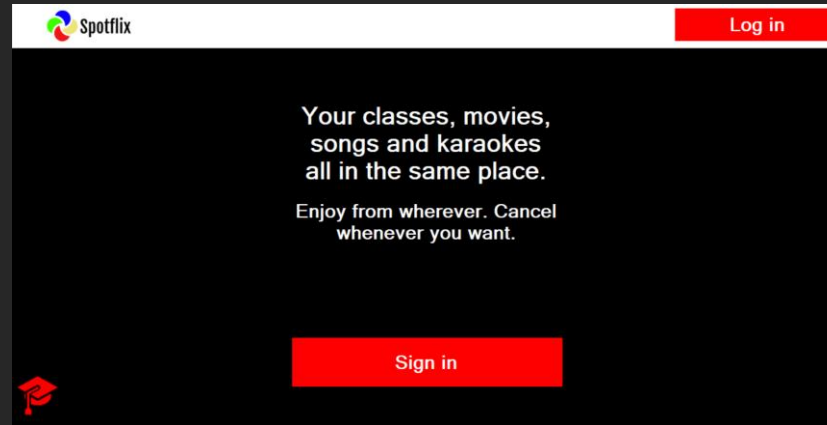 Spotflix
Log in
Your classes, movies,
songs and karaokes
all in the same place.
Enjoy from wherever. Cancel
whenever you want.
Sign in